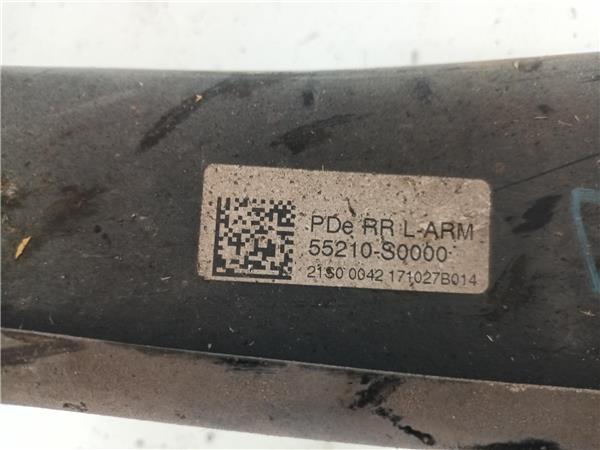 PDe RR L-ARM
55210-S0000
21S0 0042 171027B014